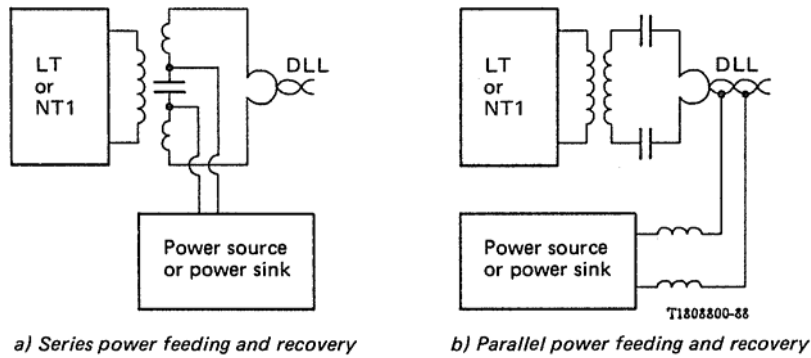 LT
or
NT1
DLL
Power source
or power sink
a) Series power feeding and recovery
LT
or
NT1
DLL
Power source
or power sink
T1808800-88
b) Parallel power feeding and recovery